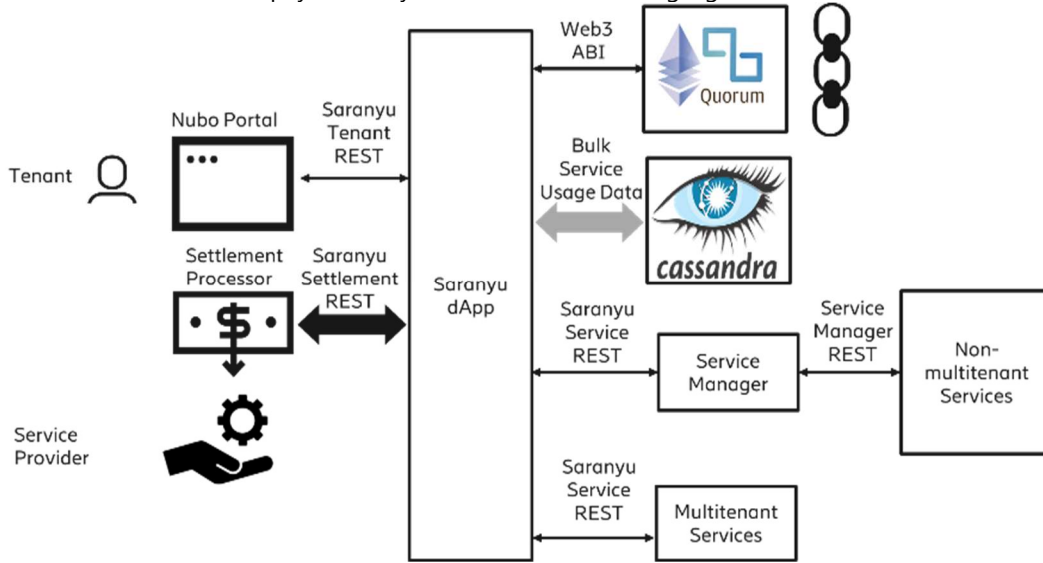 Web3
ABI
Quorum
Nubo Portal
Saranyu
Tenant
REST
Tenant
Bulk
Service
Usage Data
cassandra
Settlement
Processor
$
Saranyu
Settlement
REST
Saranyu
dApp
Saranyu
Service
REST
Service
Manager
Service
Manager
REST
Non-
multitenant
Services
Service
Provider
Saranyu
Service
REST
Multitenant
Services